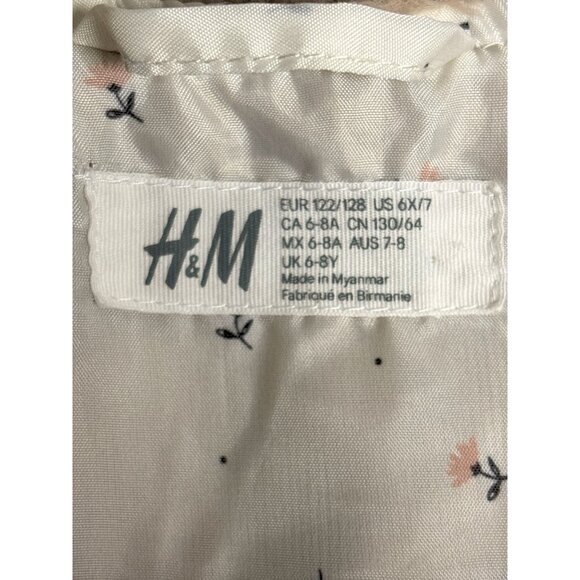 H&M
EUR 122/128 US 6X/7
CA 6-8A CN 130/64
MX 6-8A AUS 7-8
UK 6-8Y
Made in Myanmar
Fabriqué en Birmanie